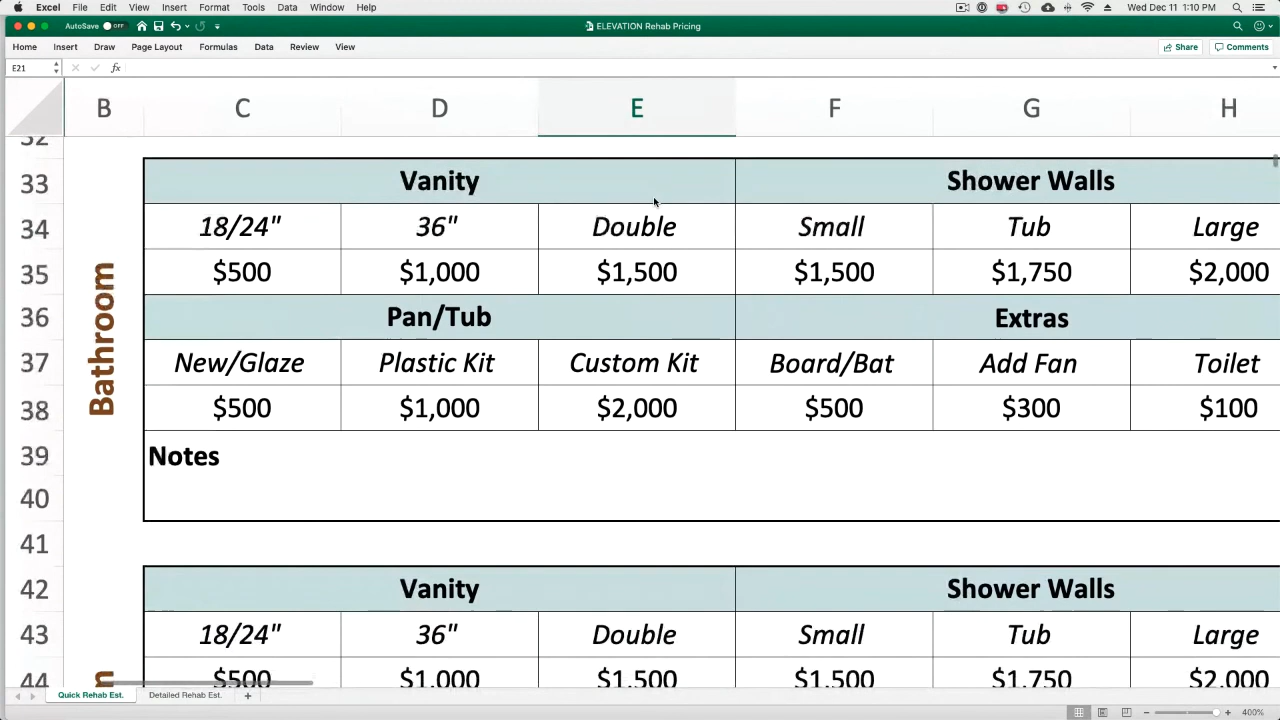 Excel File Edit View Insert Format Tools Data Window Help Wed Dec 11 1:10 PM
AutoSave OFF ELEVATION Rehab Pricing
Home Insert Draw Page Layout Formulas Data Review View Share Comments
E21 fx
B C D E F G H
32
33 Vanity Shower Walls
34 18/24" 36" Double Small Tub Large
35 $500 $1,000 $1,500 $1,500 $1,750 $2,000
36 Pan/Tub Extras
Bathroom
37 New/Glaze Plastic Kit Custom Kit Board/Bat Add Fan Toilet
38 $500 $1,000 $2,000 $500 $300 $100
39 Notes
40
41
42 Vanity Shower Walls
43 18/24" 36" Double Small Tub Large
44 $500 $1,000 $1,500 $1,500 $1,750 $2,000
Quick Rehab Est. Detailed Rehab Est. +
400%